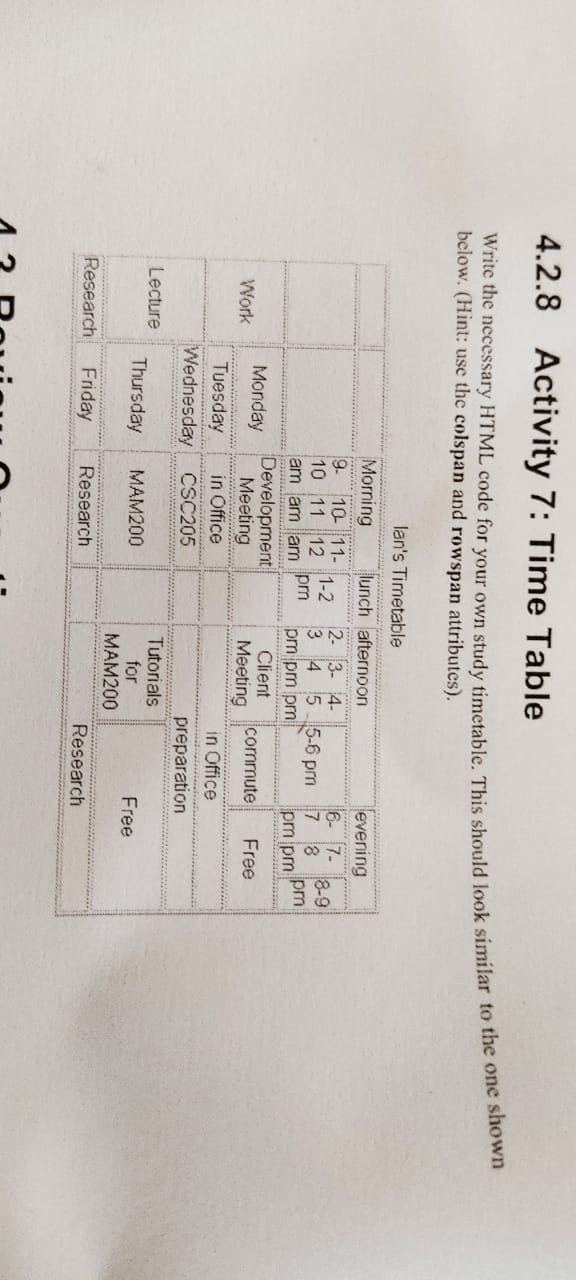 4.2.8 Activity 7: Time Table
Write the necessary HTML code for your own study timetable. This should look similar to the one shown
below. (Hint: use the colspan and rowspan attributes).
Ian's Timetable
Morning lunch afternoon evening
9- 10- 11- 1-2 2- 3- 4- 5-6 pm 6- 7- 8-9
10 11 12 pm 3 4 5 7 8 pm
am am am pm pm pm pm pm
Work Monday Development Client commute Free
Meeting Meeting
Tuesday in Office in Office
Lecture Wednesday CSC205 preparation
Thursday MAM200 Tutorials Free
for
MAM200
Research Friday Research Research